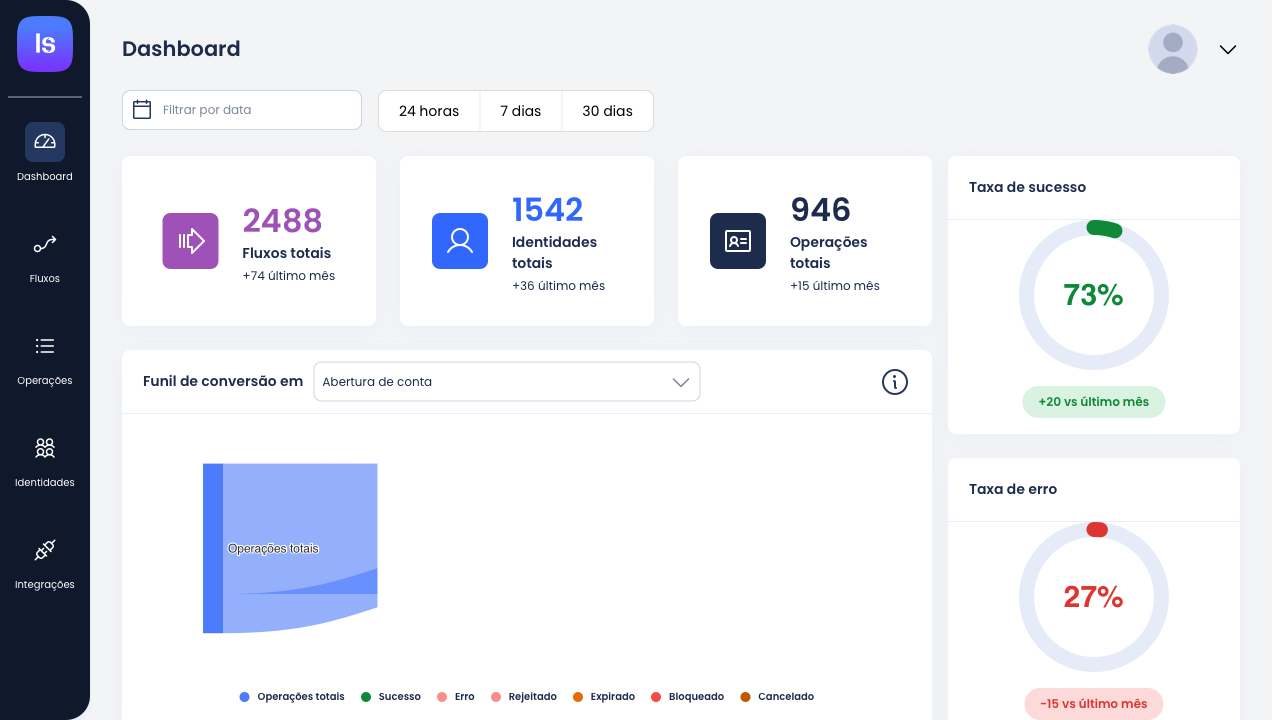 ls
Dashboard
Fluxos
Operações
Identidades
Integrações
Dashboard
Filtrar por data
24 horas
7 dias
30 dias
2488
Fluxos totais
+74 último mês
1542
Identidades
totais
+36 último mês
946
Operações
totais
+15 último mês
Taxa de sucesso
73%
+20 vs último mês
Funil de conversão em
Abertura de conta
Operações totais
Operações totais
Sucesso
Erro
Rejeitado
Expirado
Bloqueado
Cancelado
Taxa de erro
27%
-15 vs último mês